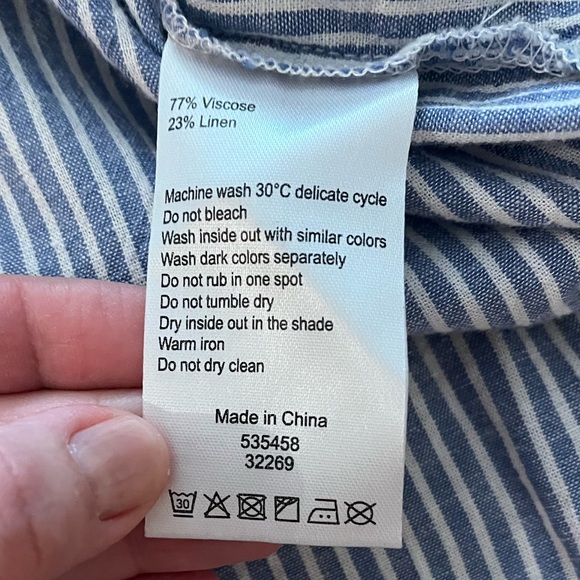 77% Viscose
23% Linen
Machine wash 30°C delicate cycle
Do not bleach
Wash inside out with similar colors
Wash dark colors separately
Do not rub in one spot
Do not tumble dry
Dry inside out in the shade
Warm iron
Do not dry clean
Made in China
535458
32269
30